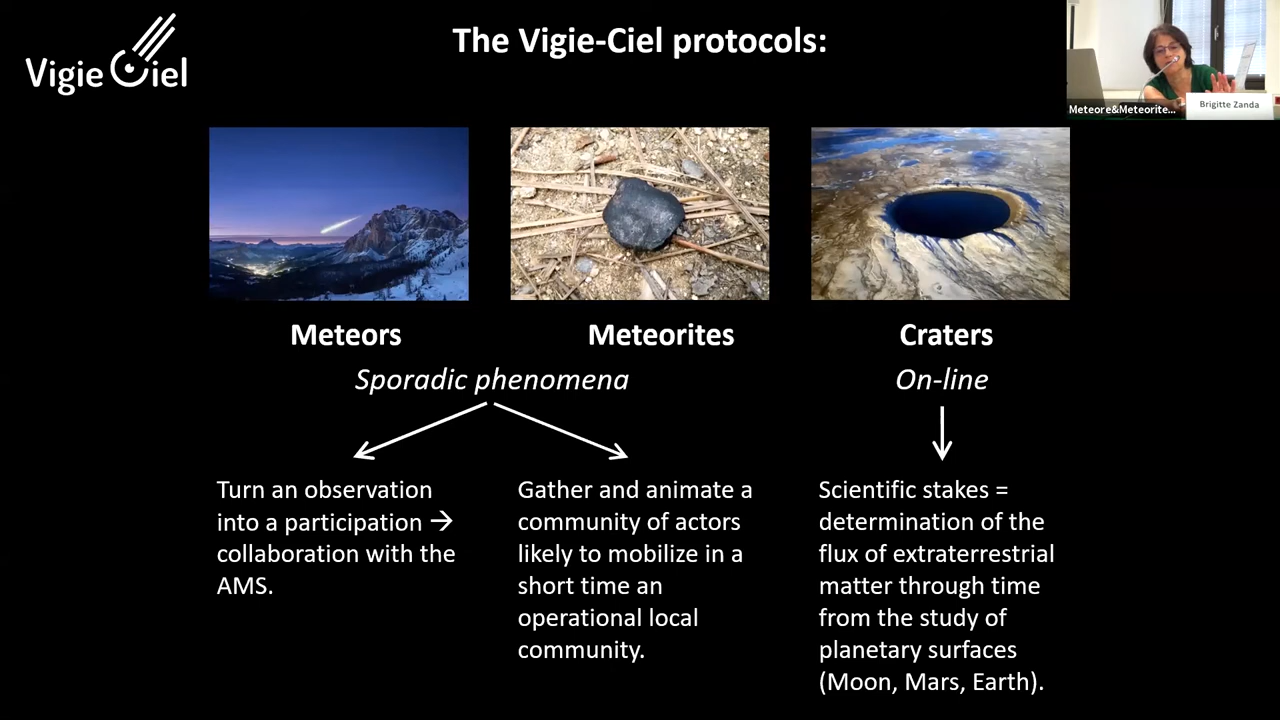 Vigie Ciel
The Vigie-Ciel protocols:
Meteore&Meteorite...
Brigitte Zanda
Meteors
Meteorites
Craters
Sporadic phenomena
On-line
Turn an observation
into a participation →
collaboration with the
AMS.
Gather and animate a
community of actors
likely to mobilize in a
short time an
operational local
community.
Scientific stakes =
determination of the
flux of extraterrestrial
matter through time
from the study of
planetary surfaces
(Moon, Mars, Earth).